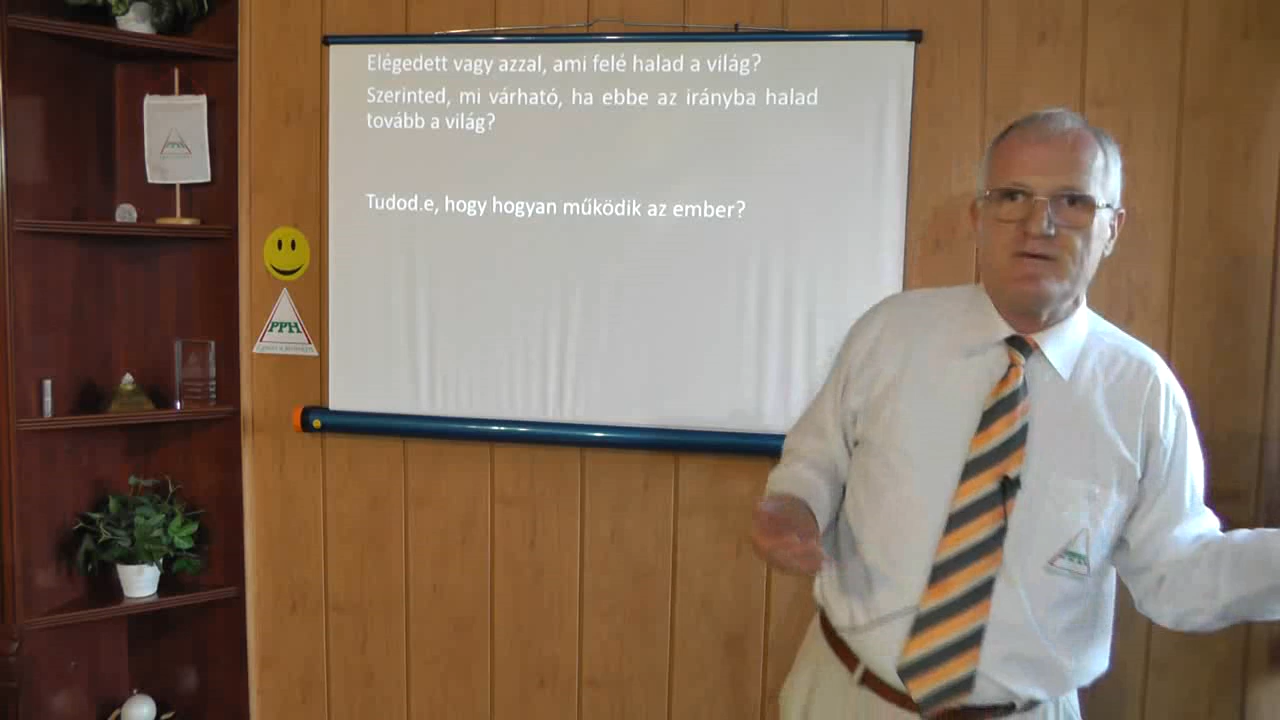 Elégedett vagy azzal, ami felé halad a világ?
Szerinted, mi várható, ha ebbe az irányba halad
tovább a világ?
Tudod.e, hogy hogyan működik az ember?
PPH